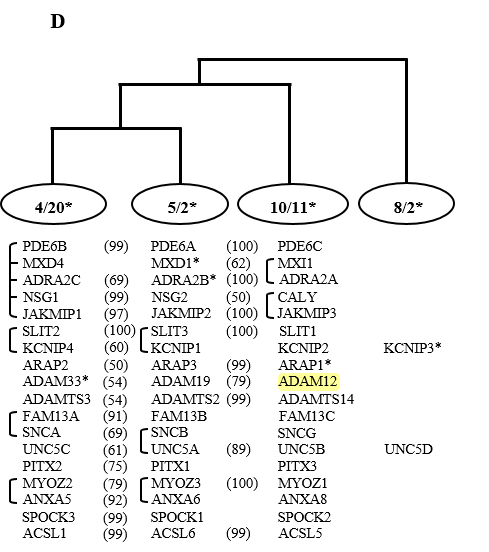 D
4/20* 5/2* 10/11* 8/2*
PDE6B (99) PDE6A (100) PDE6C
MXD4 MXD1* (62) MXI1
ADRA2C (69) ADRA2B* (100) ADRA2A
NSG1 (99) NSG2 (50) CALY
JAKMIP1 (97) JAKMIP2 (100) JAKMIP3
SLIT2 (100) SLIT3 (100) SLIT1
KCNIP4 (60) KCNIP1 KCNIP2 KCNIP3*
ARAP2 (50) ARAP3 (99) ARAP1*
ADAM33* (54) ADAM19 (79) ADAM12
ADAMTS3 (54) ADAMTS2 (99) ADAMTS14
FAM13A (91) FAM13B FAM13C
SNCA (69) SNCB SNCG
UNC5C (61) UNC5A (89) UNC5B UNC5D
PITX2 (75) PITX1 PITX3
MYOZ2 (79) MYOZ3 (100) MYOZ1
ANXA5 (92) ANXA6 ANXA8
SPOCK3 (99) SPOCK1 SPOCK2
ACSL1 (99) ACSL6 (99) ACSL5